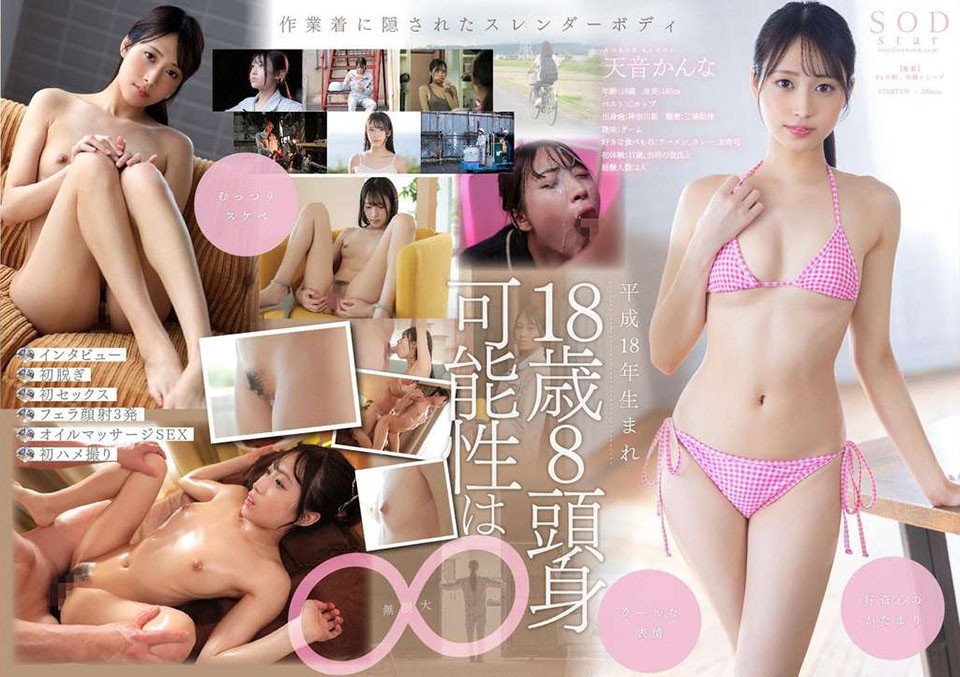 作業着に隠されたスレンダーボディ
AMANE KANNA
天音かんな
SOD
star
むっつり
スケベ
インタビュー
初脱ぎ
初セックス
フェラ顔射3発
オイルマッサージSEX
初ハメ撮り
平成18年生まれ
18歳8頭身
可能性は
∞
無限大
クールな
表情
好奇心の
かたまり